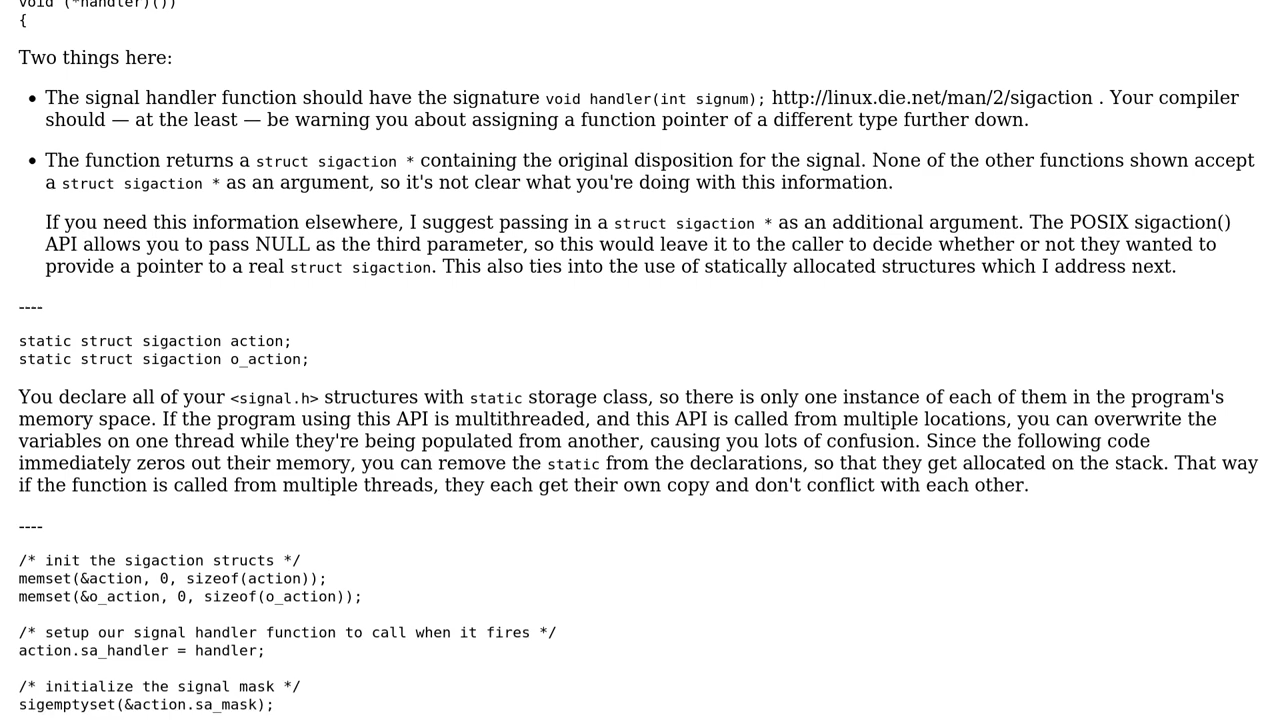 void (*handler)())
{
Two things here:
• The signal handler function should have the signature void handler(int signum); http://linux.die.net/man/2/sigaction . Your compiler
should — at the least — be warning you about assigning a function pointer of a different type further down.
• The function returns a struct sigaction * containing the original disposition for the signal. None of the other functions shown accept
a struct sigaction * as an argument, so it's not clear what you're doing with this information.
If you need this information elsewhere, I suggest passing in a struct sigaction * as an additional argument. The POSIX sigaction()
API allows you to pass NULL as the third parameter, so this would leave it to the caller to decide whether or not they wanted to
provide a pointer to a real struct sigaction. This also ties into the use of statically allocated structures which I address next.
----
static struct sigaction action;
static struct sigaction o_action;
You declare all of your <signal.h> structures with static storage class, so there is only one instance of each of them in the program's
memory space. If the program using this API is multithreaded, and this API is called from multiple locations, you can overwrite the
variables on one thread while they're being populated from another, causing you lots of confusion. Since the following code
immediately zeros out their memory, you can remove the static from the declarations, so that they get allocated on the stack. That way
if the function is called from multiple threads, they each get their own copy and don't conflict with each other.
----
/* init the sigaction structs */
memset(&action, 0, sizeof(action));
memset(&o_action, 0, sizeof(o_action));
/* setup our signal handler function to call when it fires */
action.sa_handler = handler;
/* initialize the signal mask */
sigemptyset(&action.sa_mask);